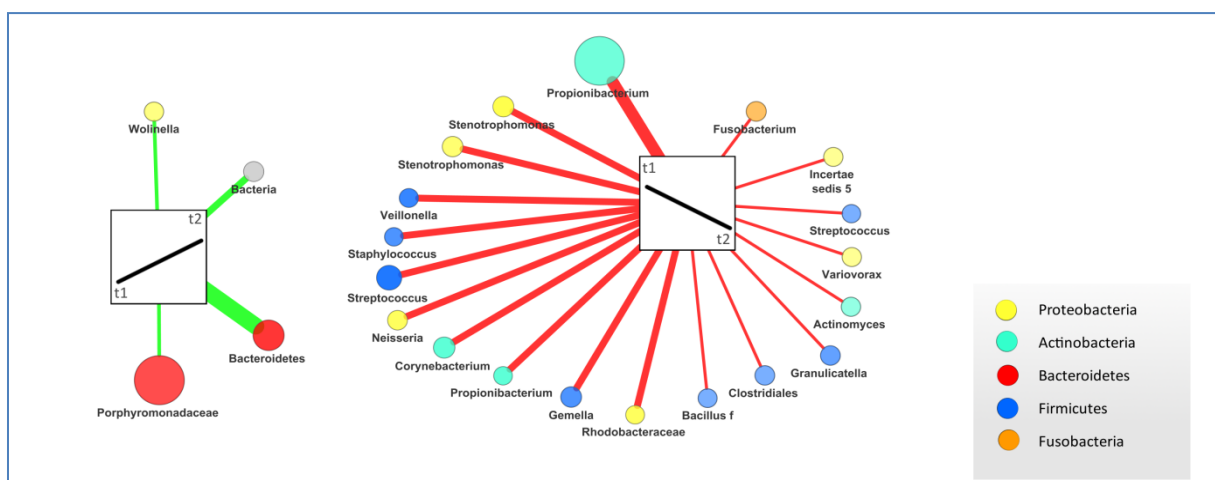 Wolinella
Bacteria
t2
t1
Bacteroidetes
Porphyromonadaceae
Propionibacterium
Stenotrophomonas
Stenotrophomonas
Veillonella
Staphylococcus
Streptococcus
Neisseria
Corynebacterium
Propionibacterium
Gemella
Rhodobacteraceae
Bacillus f
Clostridiales
Granulicatella
Actinomyces
Variovorax
Streptococcus
Incertae
sedis 5
Fusobacterium
t1
t2
Proteobacteria
Actinobacteria
Bacteroidetes
Firmicutes
Fusobacteria